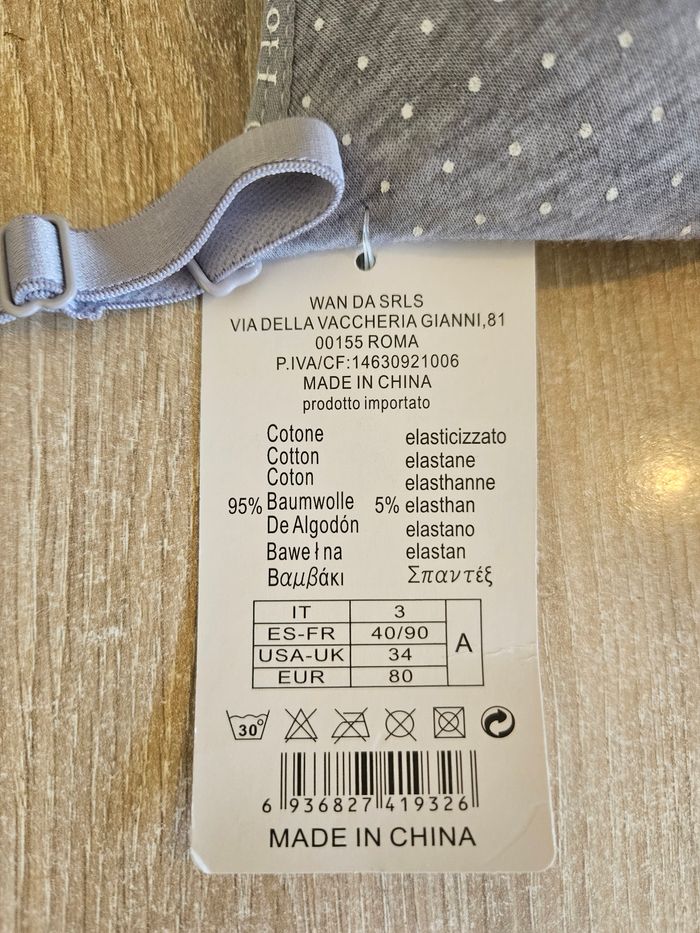 WAN DA SRLS
VIA DELLA VACCHERIA GIANNI,81
00155 ROMA
P.IVA/CF:14630921006
MADE IN CHINA
prodotto importato
Cotone elasticizzato
Cotton elastane
Coton elasthanne
95% Baumwolle 5% elasthan
De Algodón elastano
Baweł na elastan
Βαμβάκι Σπαντέξ
IT 3
ES-FR 40/90
USA-UK 34
EUR 80
A
30°
6 936827 419326
MADE IN CHINA